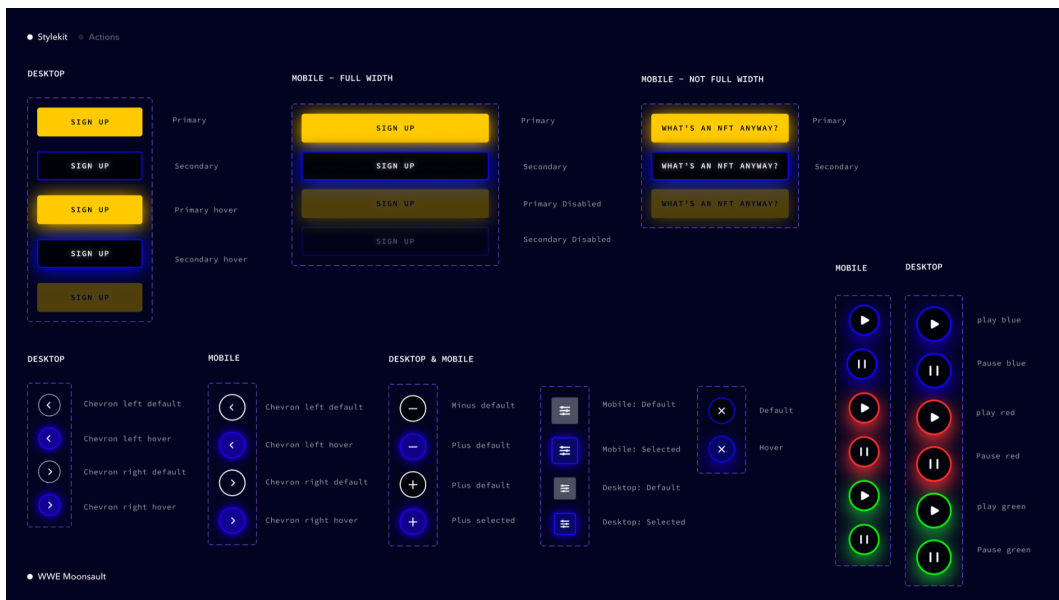 Stylekit Actions
DESKTOP
SIGN UP Primary
SIGN UP Secondary
SIGN UP Primary hover
SIGN UP Secondary hover
SIGN UP
MOBILE – FULL WIDTH
SIGN UP Primary
SIGN UP Secondary
SIGN UP Primary Disabled
SIGN UP Secondary Disabled
MOBILE – NOT FULL WIDTH
WHAT'S AN NFT ANYWAY? Primary
WHAT'S AN NFT ANYWAY? Secondary
WHAT'S AN NFT ANYWAY?
DESKTOP
Chevron left default
Chevron left hover
Chevron right default
Chevron right hover
MOBILE
Chevron left default
Chevron left hover
Chevron right default
Chevron right hover
DESKTOP & MOBILE
Minus default
Plus default
Plus default
Plus selected
Mobile: Default
Mobile: Selected
Desktop: Default
Desktop: Selected
Default
Hover
MOBILE DESKTOP
play blue
Pause blue
play red
Pause red
play green
Pause green
WWE Moonsault